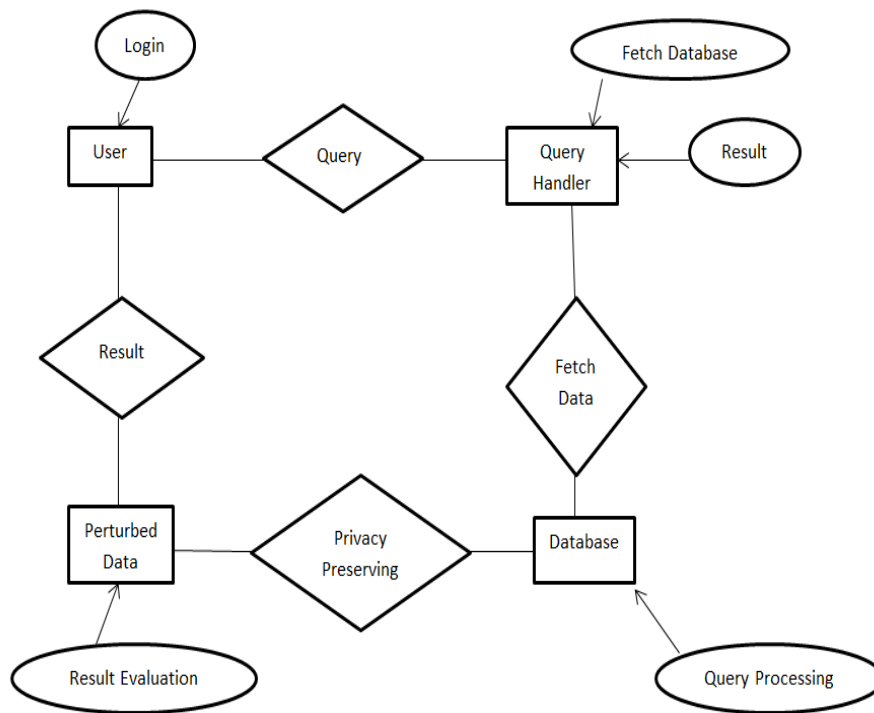 Login
Fetch Database
User
Query
Query
Handler
Result
Result
Fetch
Data
Perturbed
Data
Privacy
Preserving
Database
Result Evaluation
Query Processing